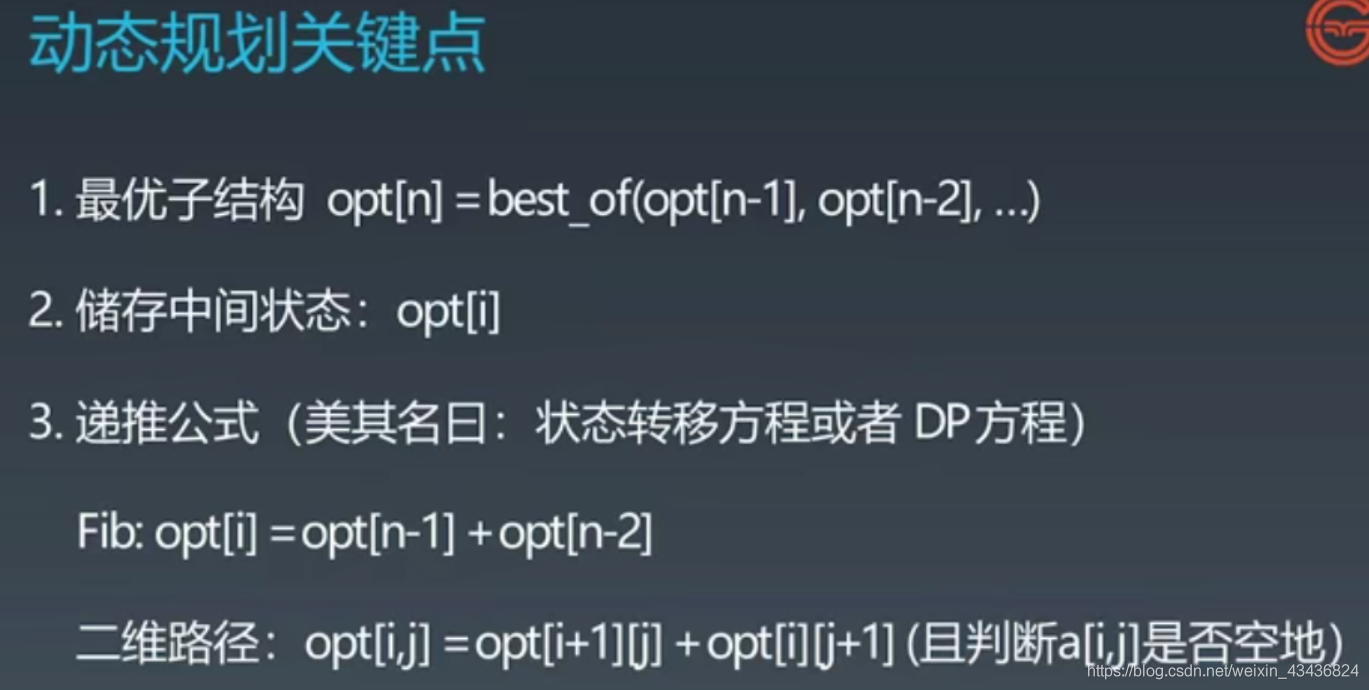 动态规划关键点
1. 最优子结构 opt[n] = best_of(opt[n-1], opt[n-2], …)
2. 储存中间状态：opt[i]
3. 递推公式（美其名曰：状态转移方程或者 DP方程）
Fib: opt[i] = opt[n-1] + opt[n-2]
二维路径：opt[i,j] = opt[i+1][j] + opt[i][j+1] (且判断a[i,j]是否空地）
https://blog.csdn.net/weixin_43436824